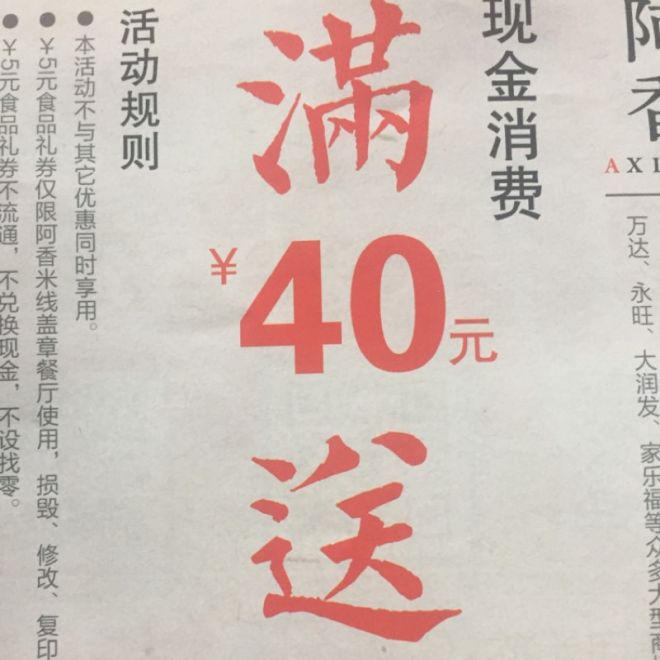 阿香
AXI
万达、永旺、大润发、家乐福等众多大型商
现金消费
滿
¥40元
送
活动规则
●本活动不与其它优惠同时享用。
●¥5元食品礼券仅限阿香米线盖章餐厅使用，损毁、修改、复印
●¥5元食品礼券不流通，不兑换现金，不设找零。